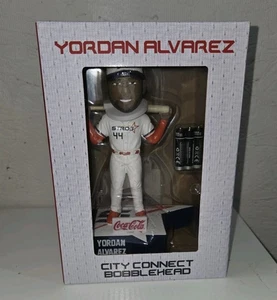 YORDAN ALVAREZ
44
Coca-Cola
YORDAN
ALVAREZ
CITY CONNECT
BOBBLEHEAD